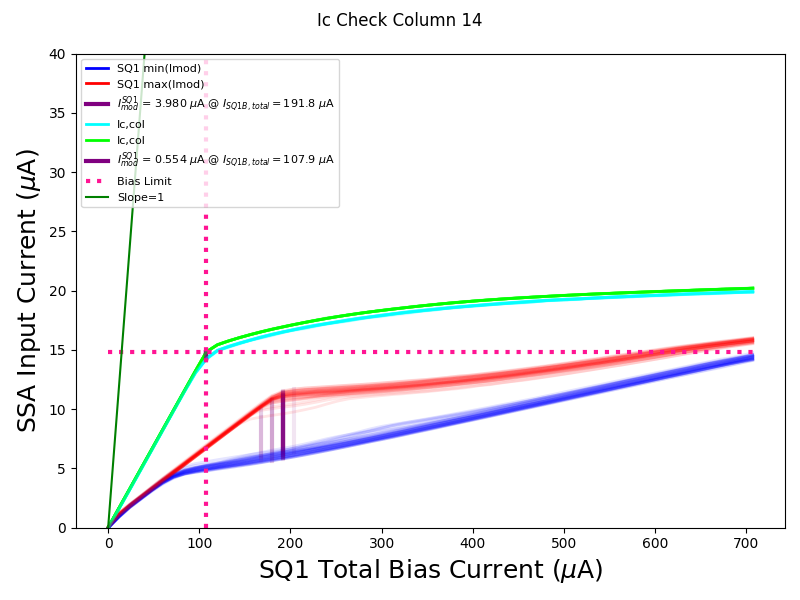 Ic Check Column 14
SSA Input Current (μA)
40
35
30
25
20
15
10
5
0
SQ1 min(Imod)
SQ1 max(Imod)
I_{mod}^{SQ1} = 3.980 μA @ I_{SQ1B, total} = 191.8 μA
Ic,col
Ic,col
I_{mod}^{SQ1} = 0.554 μA @ I_{SQ1B, total} = 107.9 μA
Bias Limit
Slope=1
0 100 200 300 400 500 600 700
SQ1 Total Bias Current (μA)